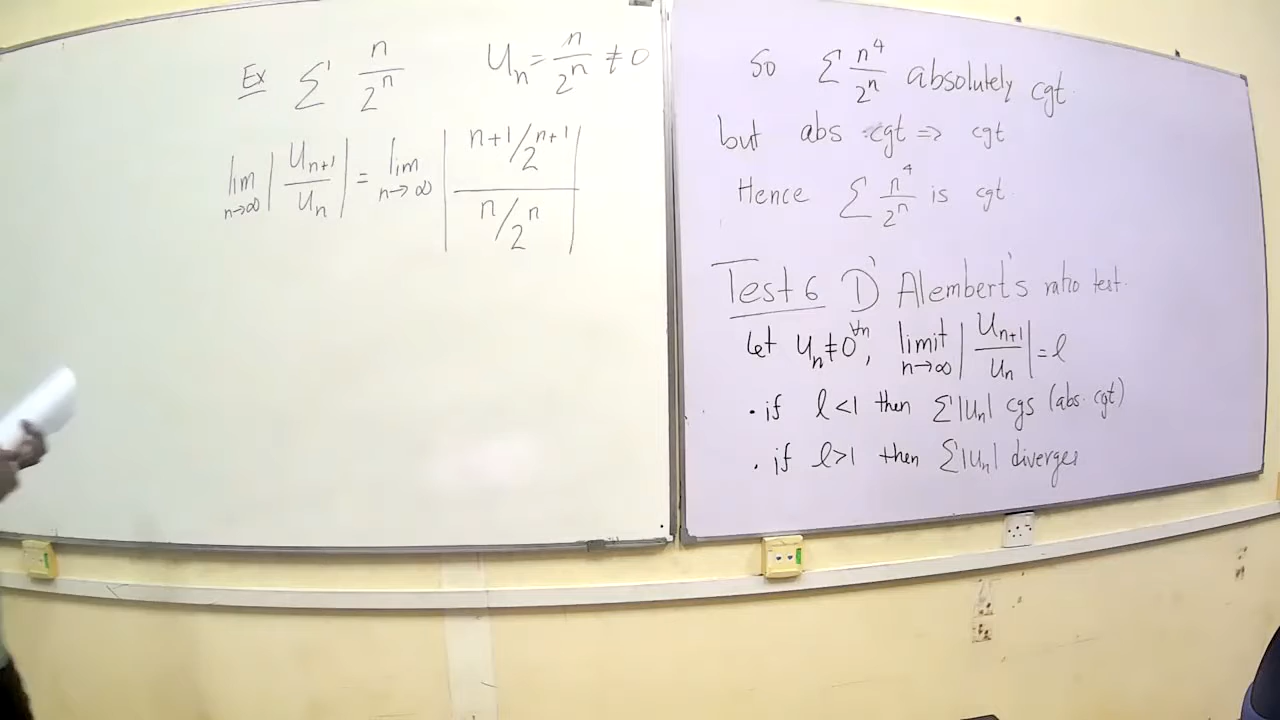 Ex ∑ n/2^n   U_n = n/2^n ≠ 0
lim n→∞ |U_{n+1}/U_n| = lim n→∞ |(n+1/2^{n+1})/(n/2^n)|
So ∑ n^4/2^n absolutely cgt.
but abs cgt ⇒ cgt
Hence ∑ n^4/2^n is cgt.
Test 6 D'Alembert's ratio test.
Let U_n ≠ 0 ∀n, limit n→∞ |U_{n+1}/U_n| = l
· if l<1 then ∑|U_n| cgs (abs. cgt)
· if l>1 then ∑|U_n| diverges